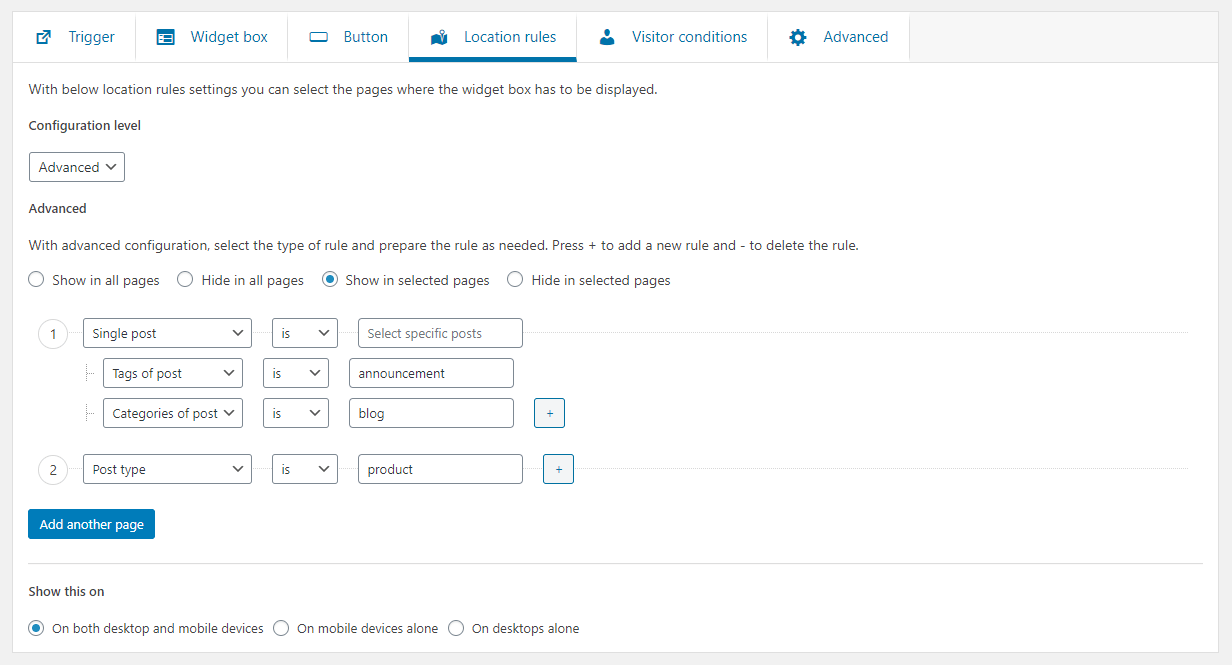 Trigger Widget box Button Location rules Visitor conditions Advanced
With below location rules settings you can select the pages where the widget box has to be displayed.
Configuration level
Advanced
Advanced
With advanced configuration, select the type of rule and prepare the rule as needed. Press + to add a new rule and - to delete the rule.
Show in all pages Hide in all pages Show in selected pages Hide in selected pages
1 Single post is Select specific posts
Tags of post is announcement
Categories of post is blog +
2 Post type is product +
Add another page
Show this on
On both desktop and mobile devices On mobile devices alone On desktops alone